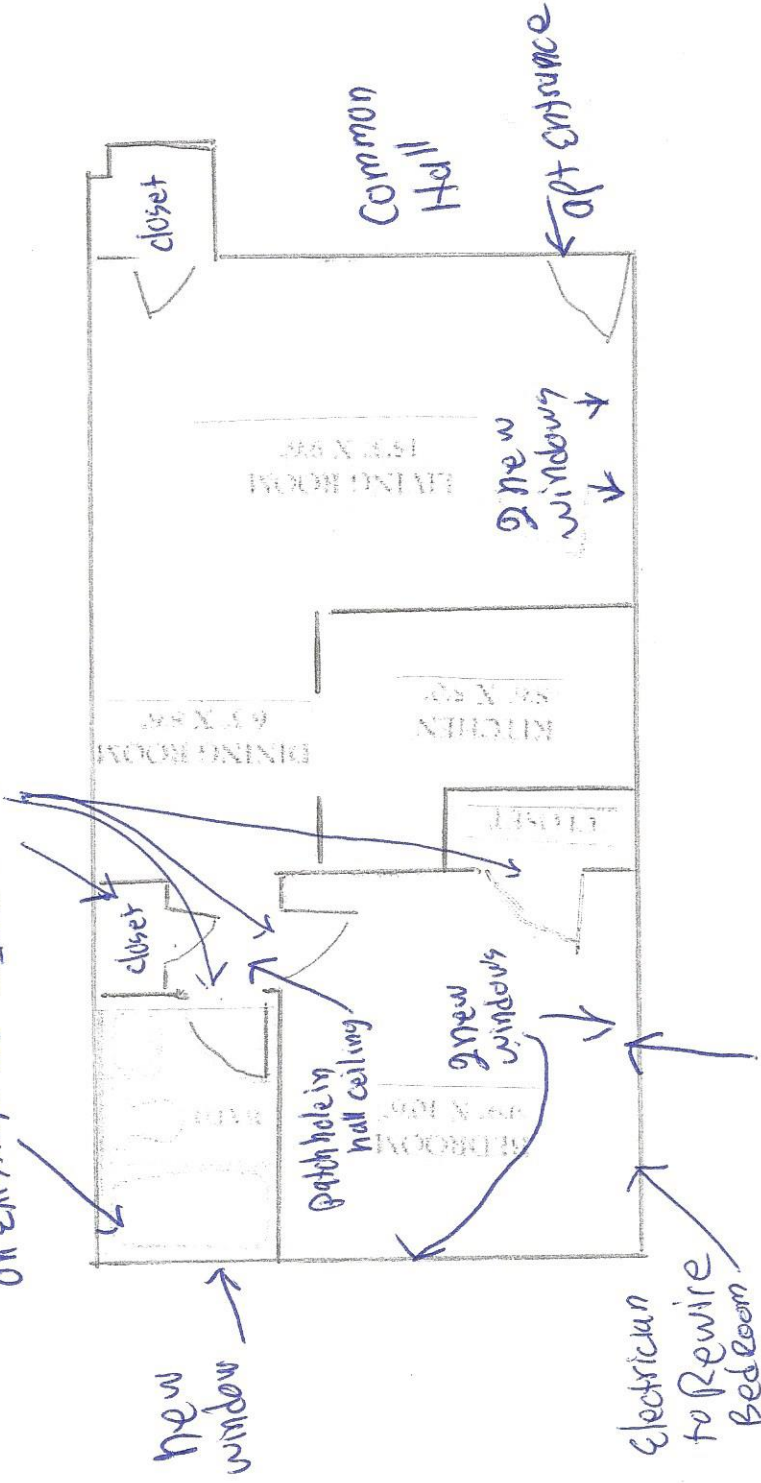 on
closet
closet
Common
Hall
apt Entrance
LIVING ROOM
DINING ROOM
KITCHEN
CLOSET
BATH
BEDROOM
2 new
windows
2 new
windows
patch hole in
hall ceiling
new
window
Electrician
to Rewire
Bedroom